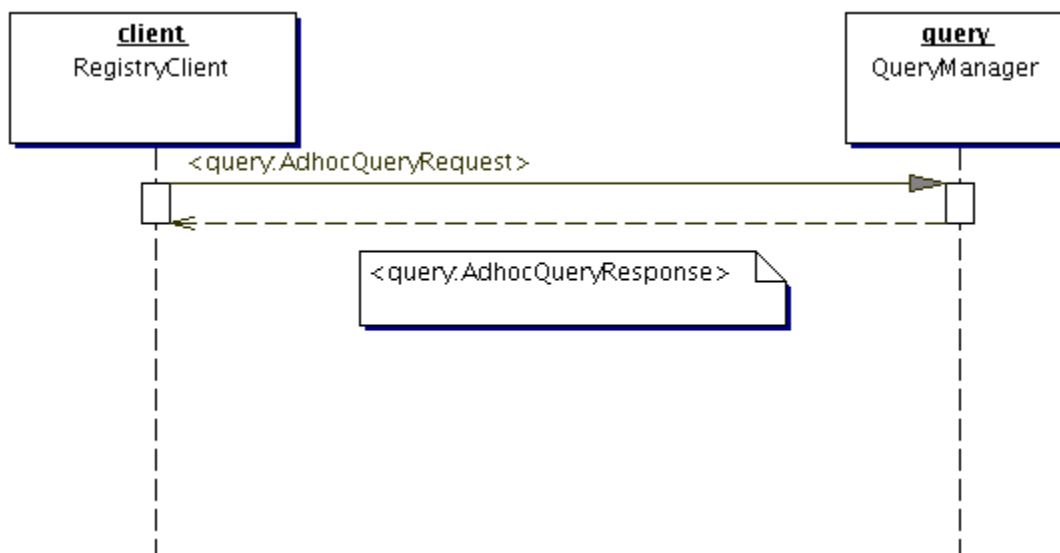 client
RegistryClient
query
QueryManager
<query:AdhocQueryRequest>
<query:AdhocQueryResponse>